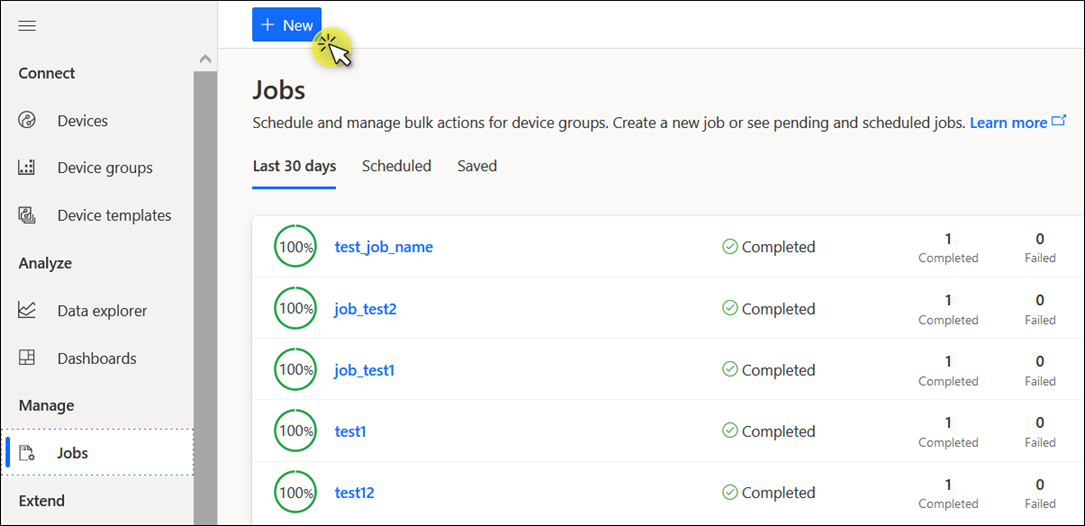 + New
Connect
Devices
Device groups
Device templates
Analyze
Data explorer
Dashboards
Manage
Jobs
Extend
Jobs
Schedule and manage bulk actions for device groups. Create a new job or see pending and scheduled jobs. Learn more
Last 30 days Scheduled Saved
100% test_job_name Completed 1 Completed 0 Failed
100% job_test2 Completed 1 Completed 0 Failed
100% job_test1 Completed 1 Completed 0 Failed
100% test1 Completed 1 Completed 0 Failed
100% test12 Completed 1 Completed 0 Failed